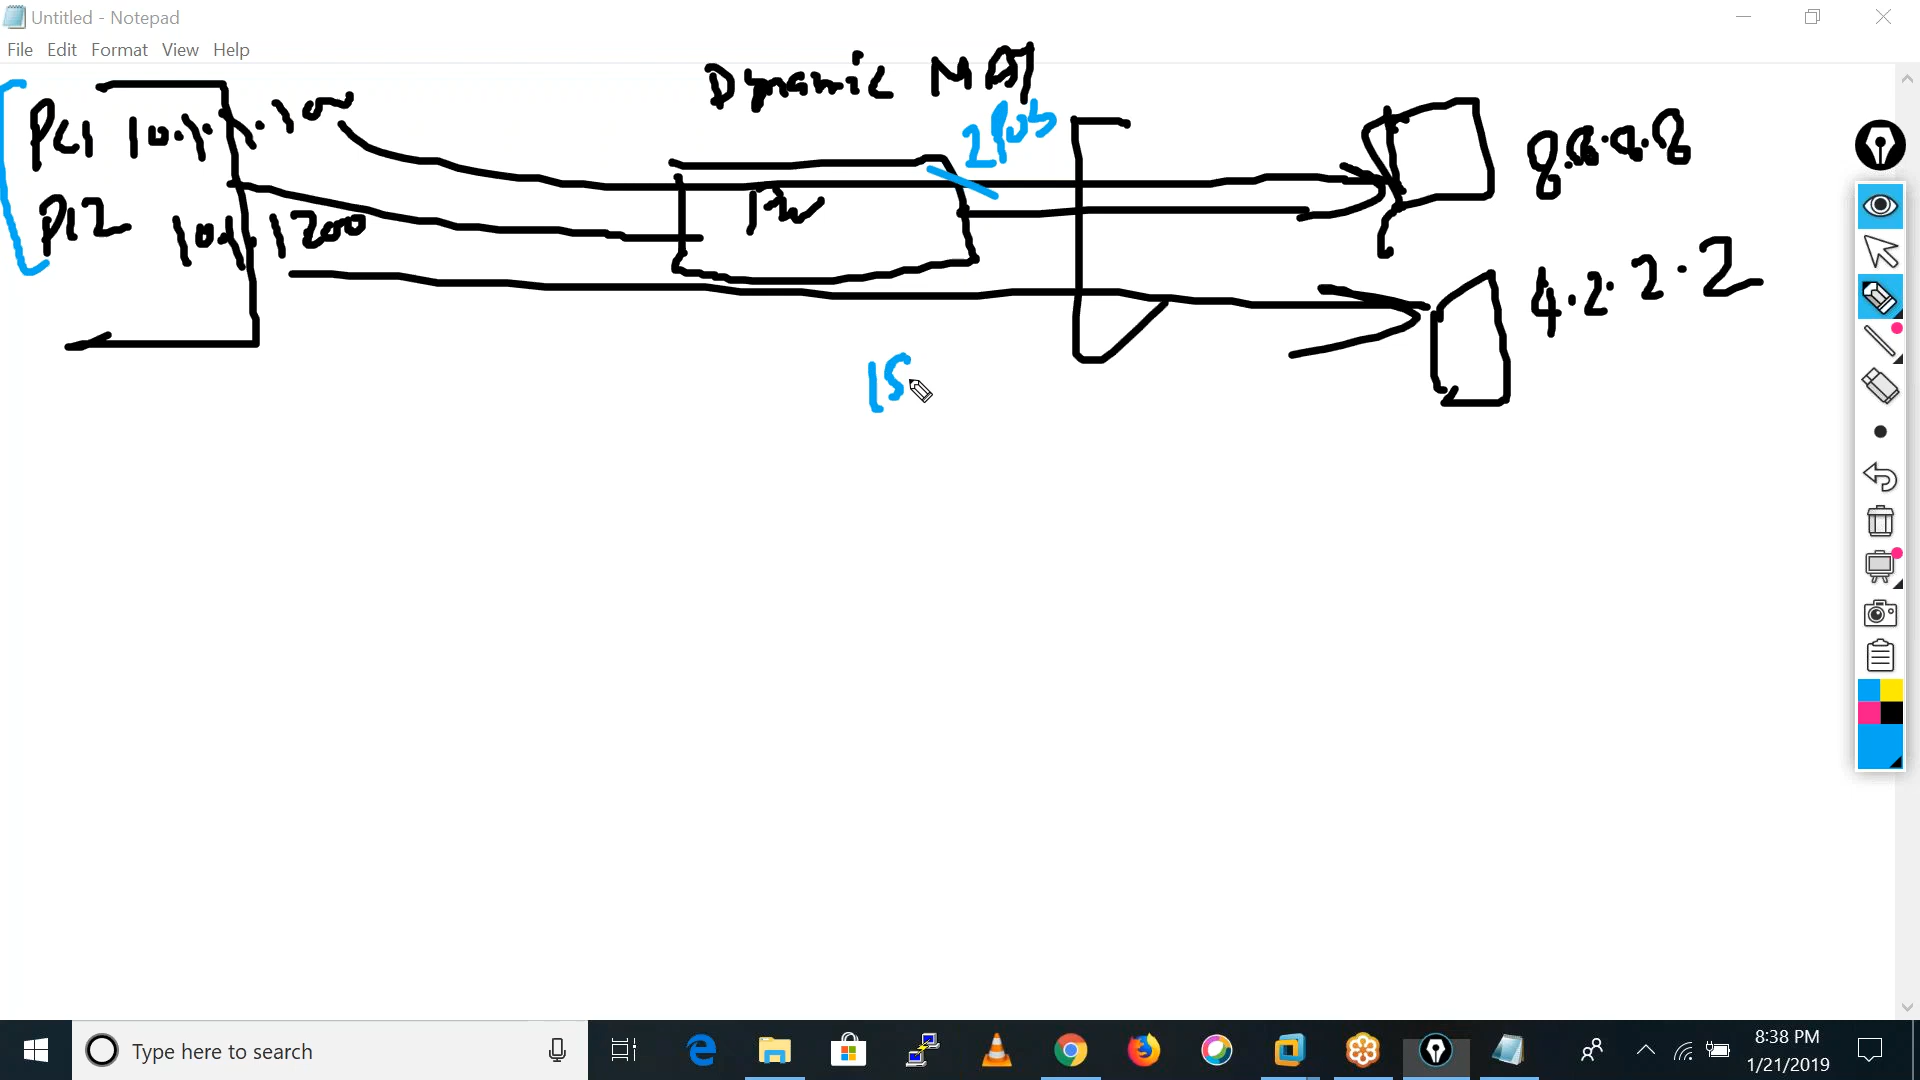 Untitled - Notepad
File Edit Format View Help
Dynamic NAT
PC1 10.1.1.100
2 Pub
8.8.8.8
PC2 10.1.1 200
FW
4.2.2.2
15
Type here to search
8:38 PM
1/21/2019